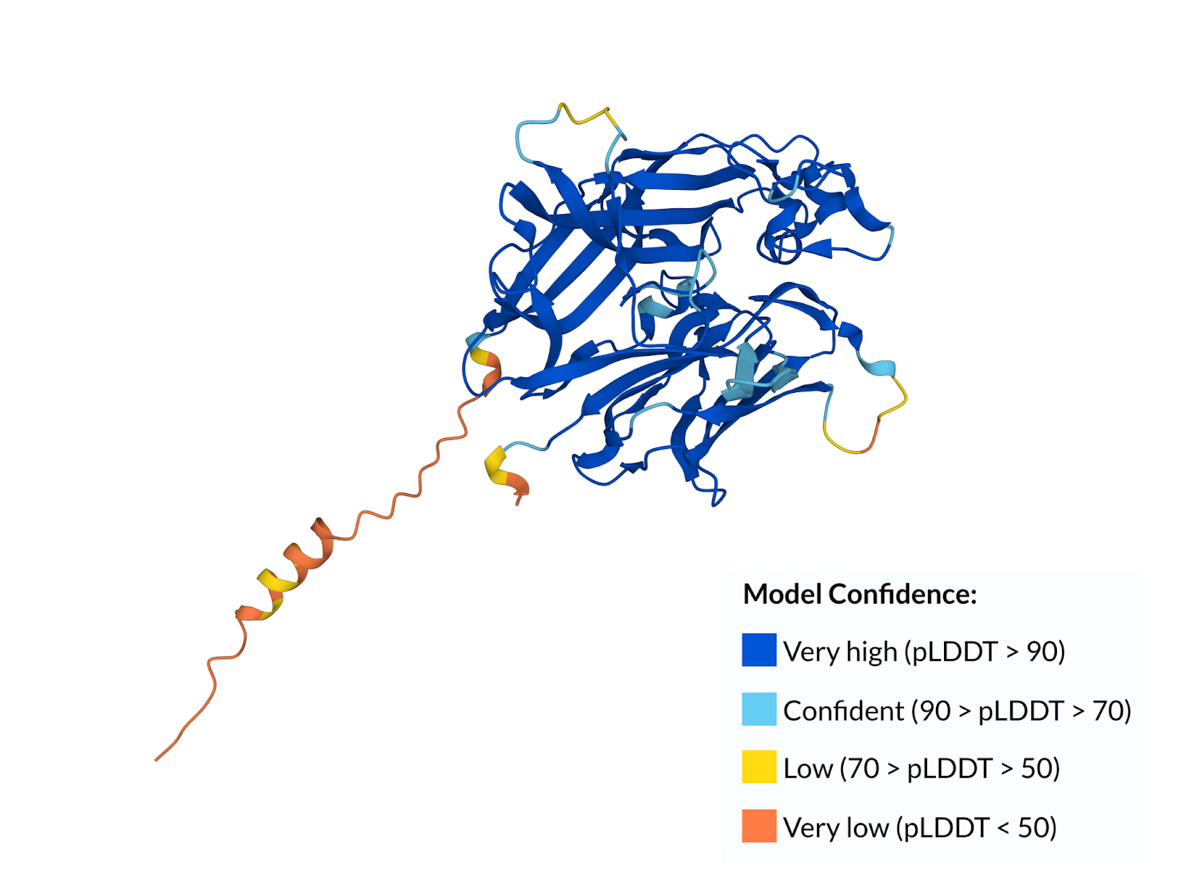 Model Confidence:
Very high (pLDDT > 90)
Confident (90 > pLDDT > 70)
Low (70 > pLDDT > 50)
Very low (pLDDT < 50)